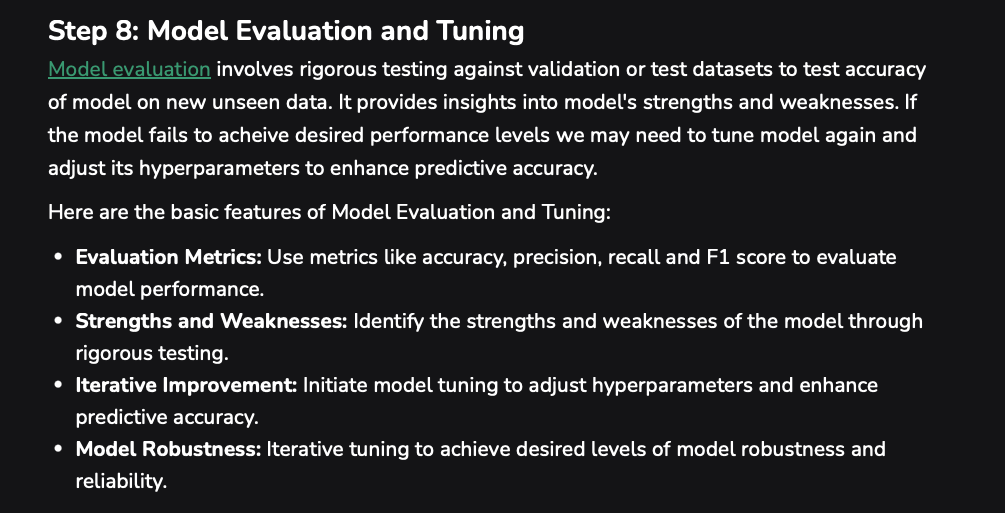 Step 8: Model Evaluation and Tuning
Model evaluation involves rigorous testing against validation or test datasets to test accuracy
of model on new unseen data. It provides insights into model's strengths and weaknesses. If
the model fails to acheive desired performance levels we may need to tune model again and
adjust its hyperparameters to enhance predictive accuracy.
Here are the basic features of Model Evaluation and Tuning:
• Evaluation Metrics: Use metrics like accuracy, precision, recall and F1 score to evaluate
model performance.
• Strengths and Weaknesses: Identify the strengths and weaknesses of the model through
rigorous testing.
• Iterative Improvement: Initiate model tuning to adjust hyperparameters and enhance
predictive accuracy.
• Model Robustness: Iterative tuning to achieve desired levels of model robustness and
reliability.